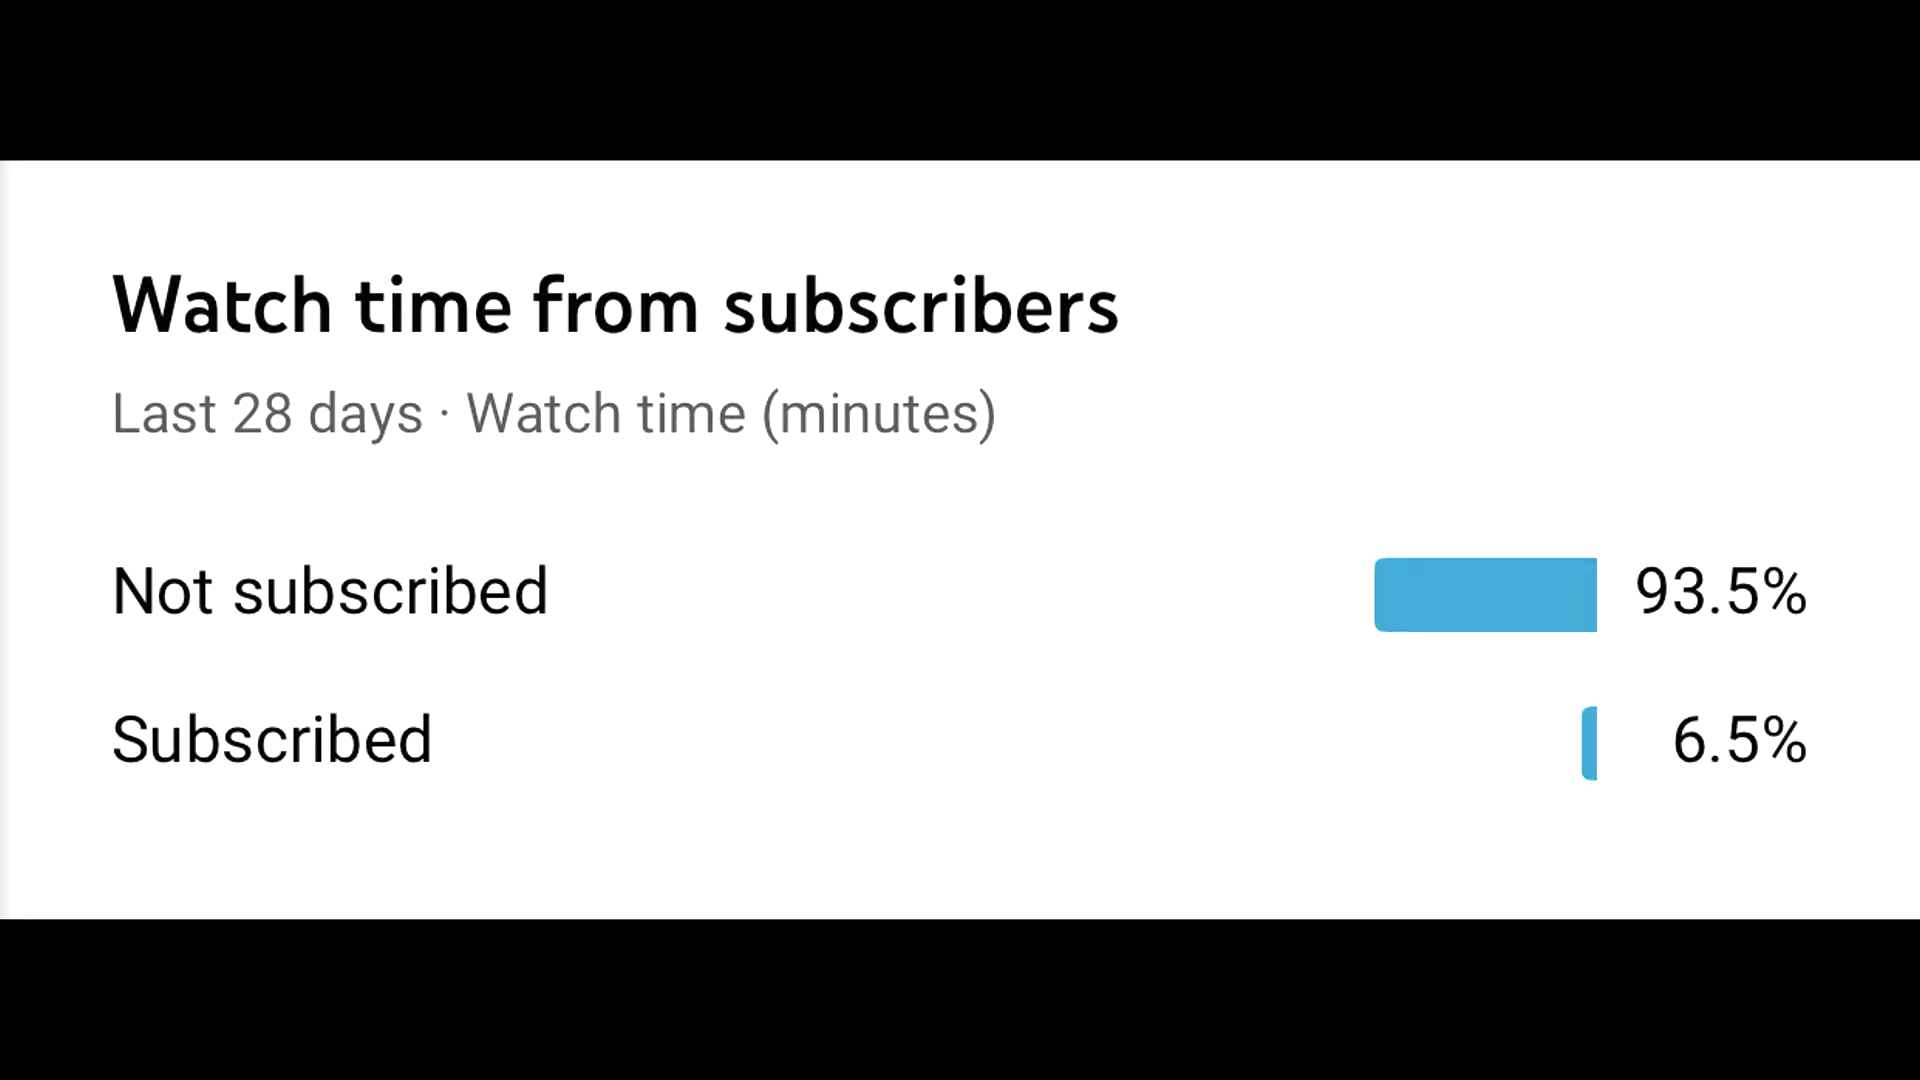 Watch time from subscribers
Last 28 days · Watch time (minutes)
Not subscribed 93.5%
Subscribed 6.5%